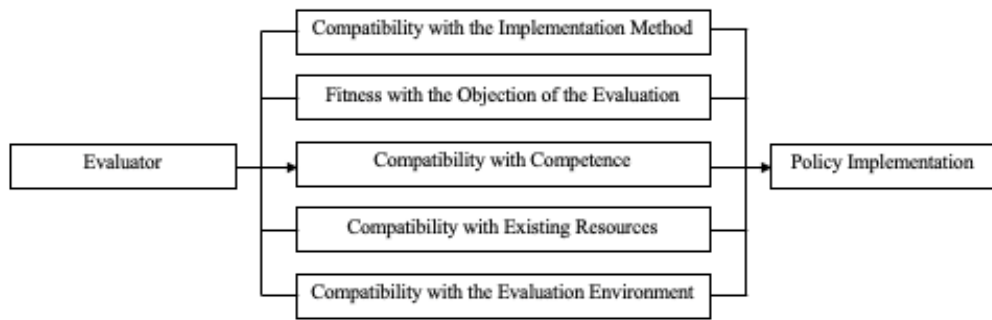 Compatibility with the Implementation Method
Fitness with the Objection of the Evaluation
Evaluator
Compatibility with Competence
Policy Implementation
Compatibility with Existing Resources
Compatibility with the Evaluation Environment